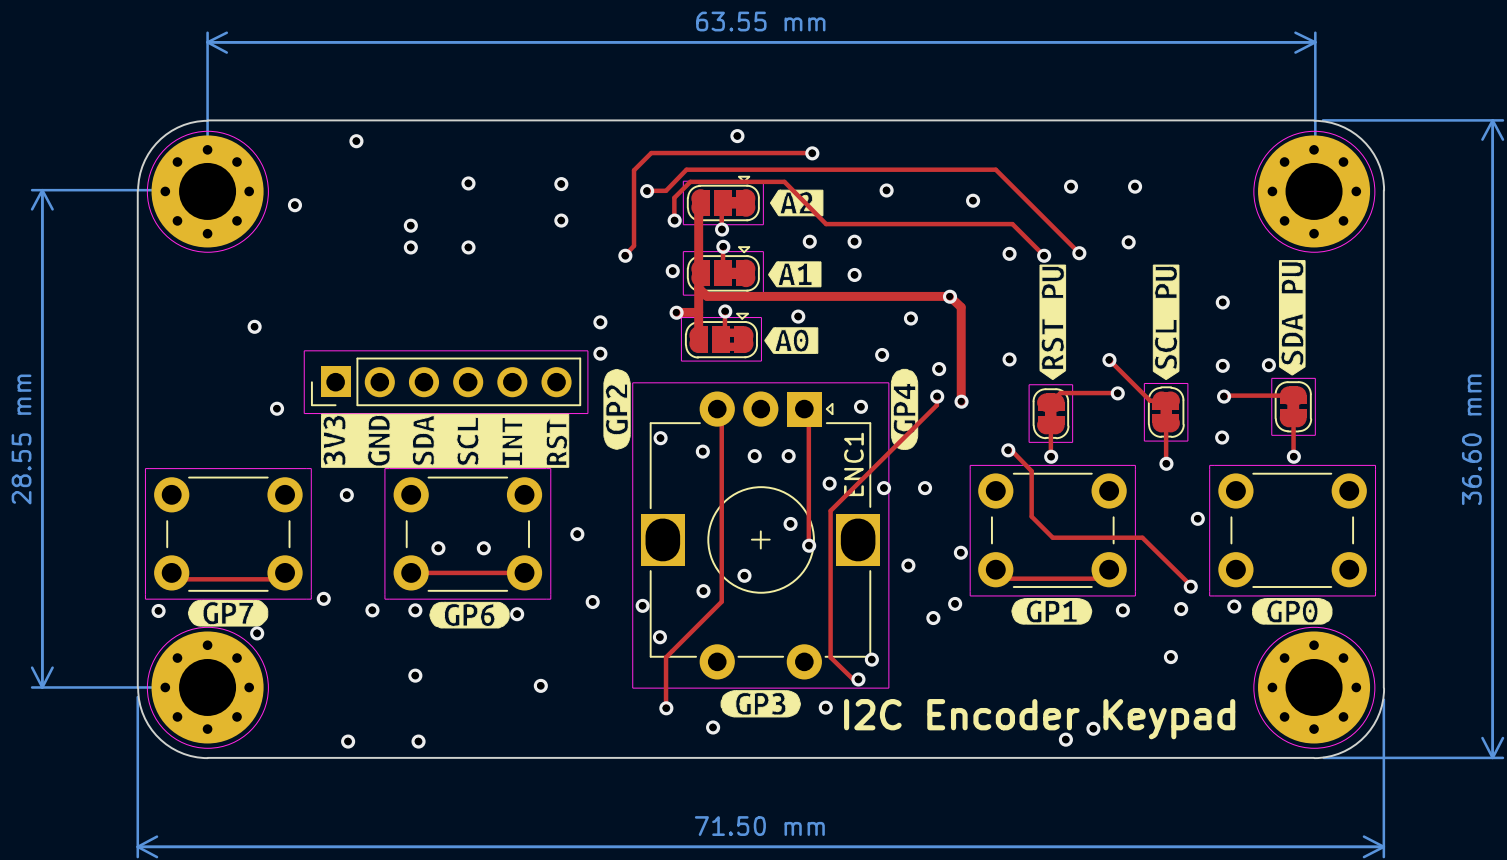 63.55 mm
A2
A1
A0
RST PU
SCL PU
SDA PU
28.55 mm
36.60 mm
GP2
GP4
3V3
GND
SDA
SCL
INT
RST
ENC1
GP7
GP6
GP1
GP0
GP3
I2C Encoder Keypad
71.50 mm